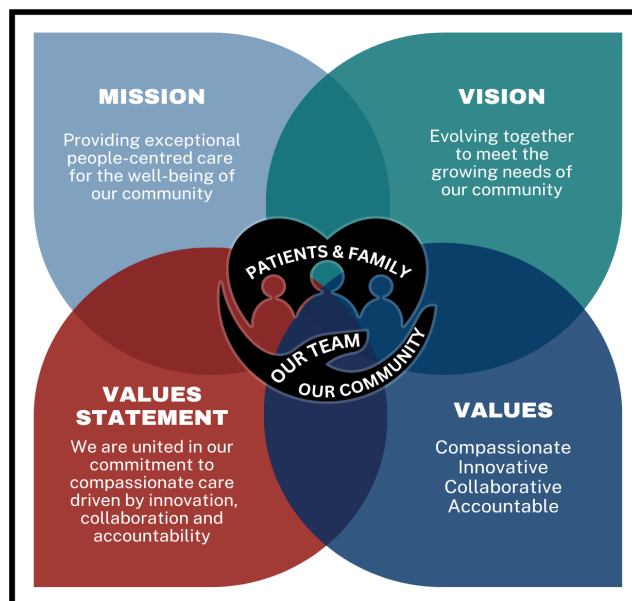 MISSION
Providing exceptional
people-centred care
for the well-being of
our community
VISION
Evolving together
to meet the
growing needs of
our community
PATIENTS & FAMILY
OUR TEAM
OUR COMMUNITY
VALUES
STATEMENT
We are united in our
commitment to
compassionate care
driven by innovation,
collaboration and
accountability
VALUES
Compassionate
Innovative
Collaborative
Accountable